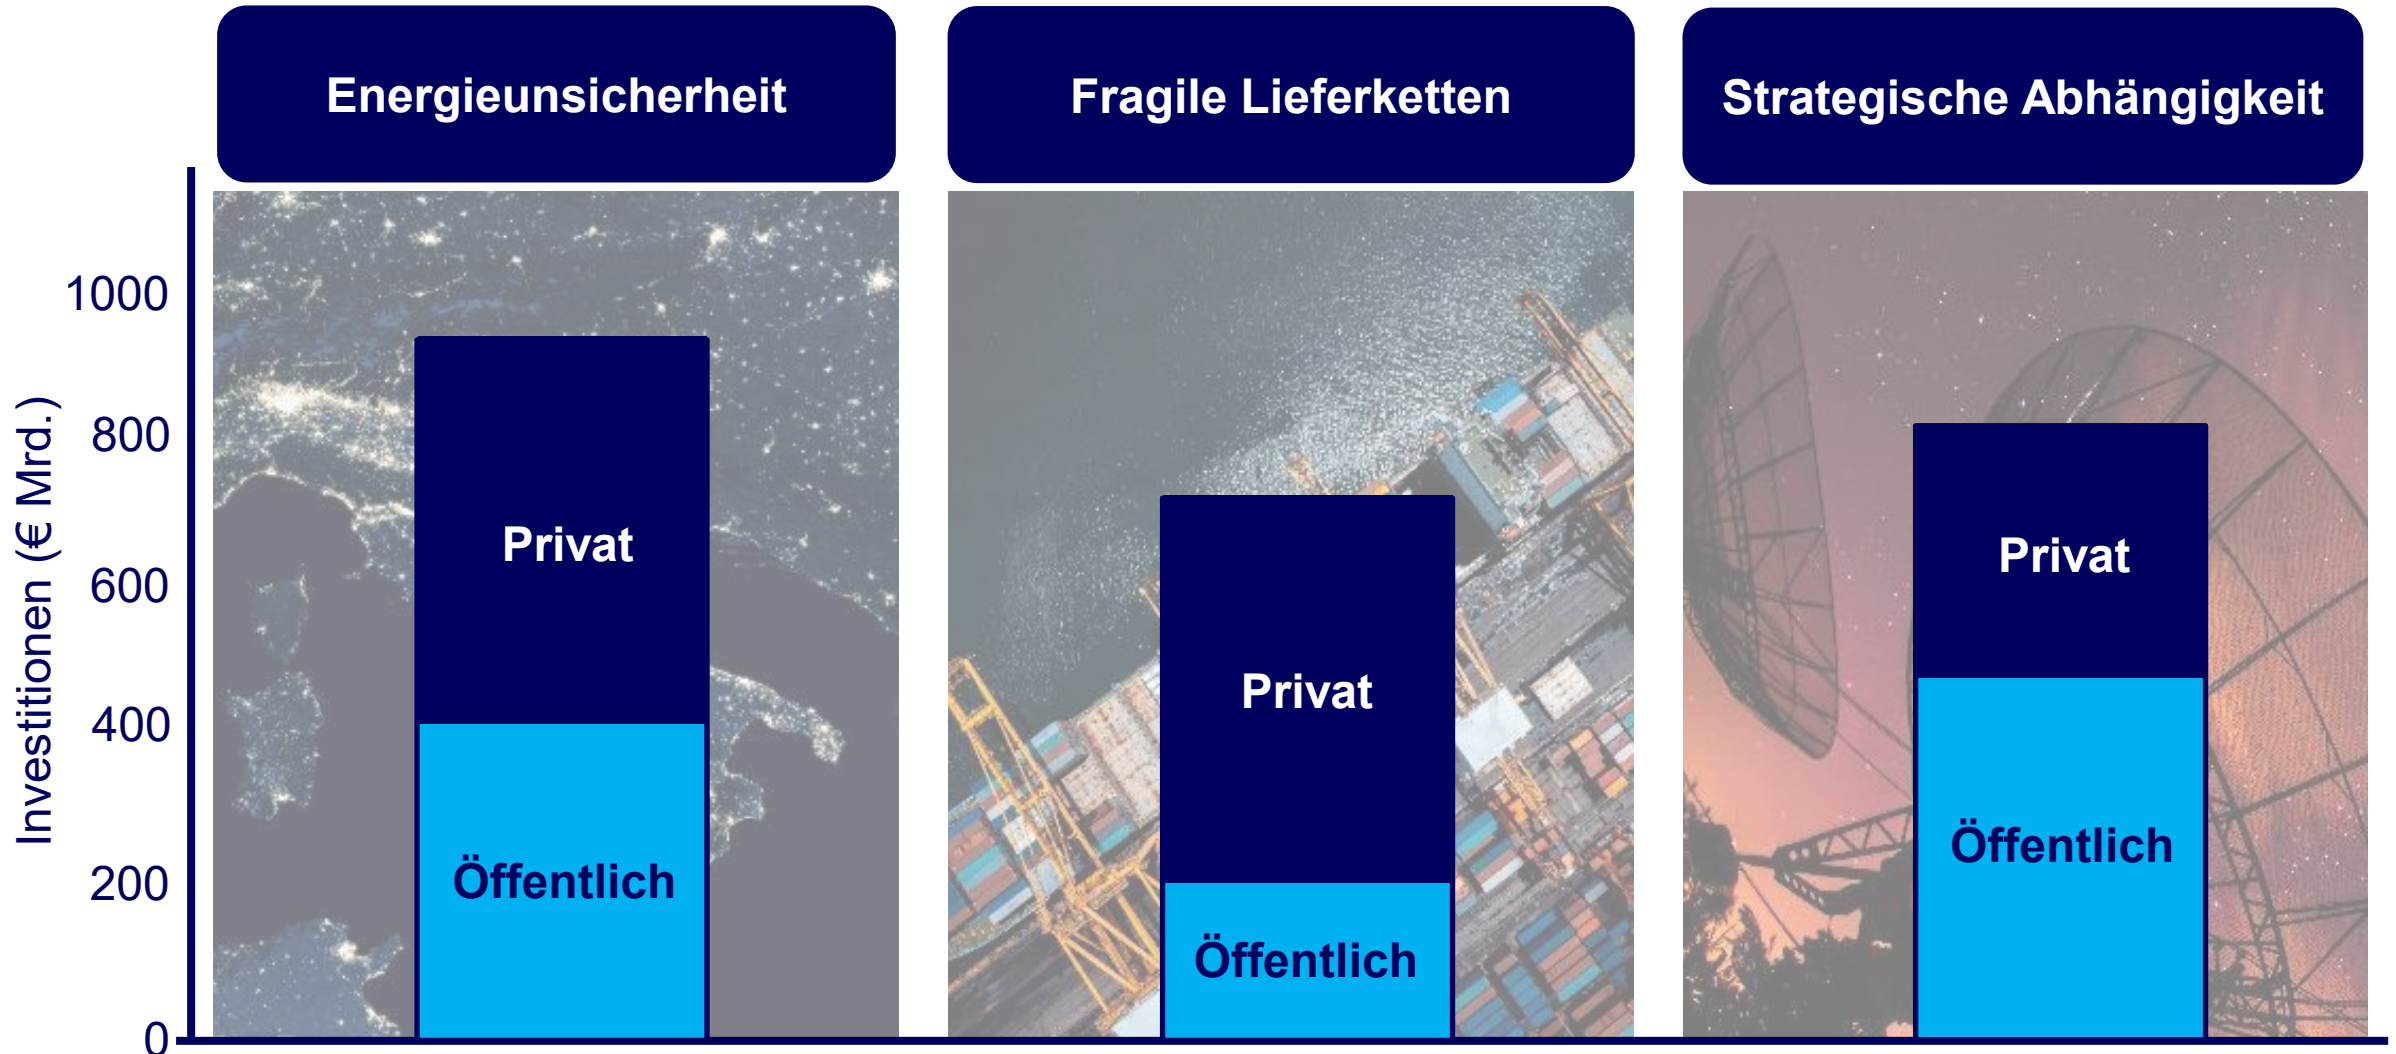 Energieunsicherheit
Fragile Lieferketten
Strategische Abhängigkeit
Investitionen (€ Mrd.)
1000
800
600
400
200
0
Privat
Öffentlich
Privat
Öffentlich
Privat
Öffentlich